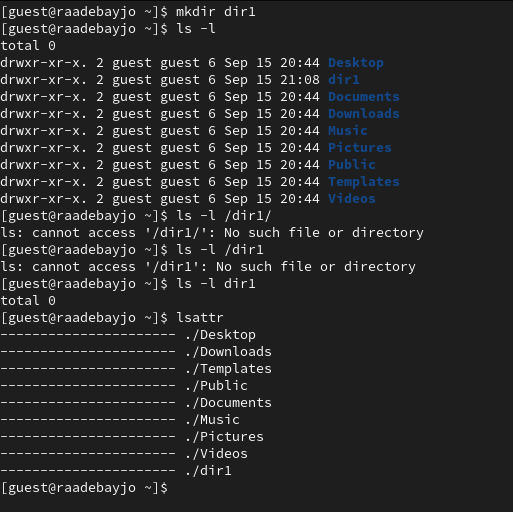 [guest@raadebayjo ~]$ mkdir dir1
[guest@raadebayjo ~]$ ls -l
total 0
drwxr-xr-x. 2 guest guest 6 Sep 15 20:44 Desktop
drwxr-xr-x. 2 guest guest 6 Sep 15 21:08 dir1
drwxr-xr-x. 2 guest guest 6 Sep 15 20:44 Documents
drwxr-xr-x. 2 guest guest 6 Sep 15 20:44 Downloads
drwxr-xr-x. 2 guest guest 6 Sep 15 20:44 Music
drwxr-xr-x. 2 guest guest 6 Sep 15 20:44 Pictures
drwxr-xr-x. 2 guest guest 6 Sep 15 20:44 Public
drwxr-xr-x. 2 guest guest 6 Sep 15 20:44 Templates
drwxr-xr-x. 2 guest guest 6 Sep 15 20:44 Videos
[guest@raadebayjo ~]$ ls -l /dir1/
ls: cannot access '/dir1/': No such file or directory
[guest@raadebayjo ~]$ ls -l /dir1
ls: cannot access '/dir1': No such file or directory
[guest@raadebayjo ~]$ ls -l dir1
total 0
[guest@raadebayjo ~]$ lsattr
---------------------- ./Desktop
---------------------- ./Downloads
---------------------- ./Templates
---------------------- ./Public
---------------------- ./Documents
---------------------- ./Music
---------------------- ./Pictures
---------------------- ./Videos
---------------------- ./dir1
[guest@raadebayjo ~]$